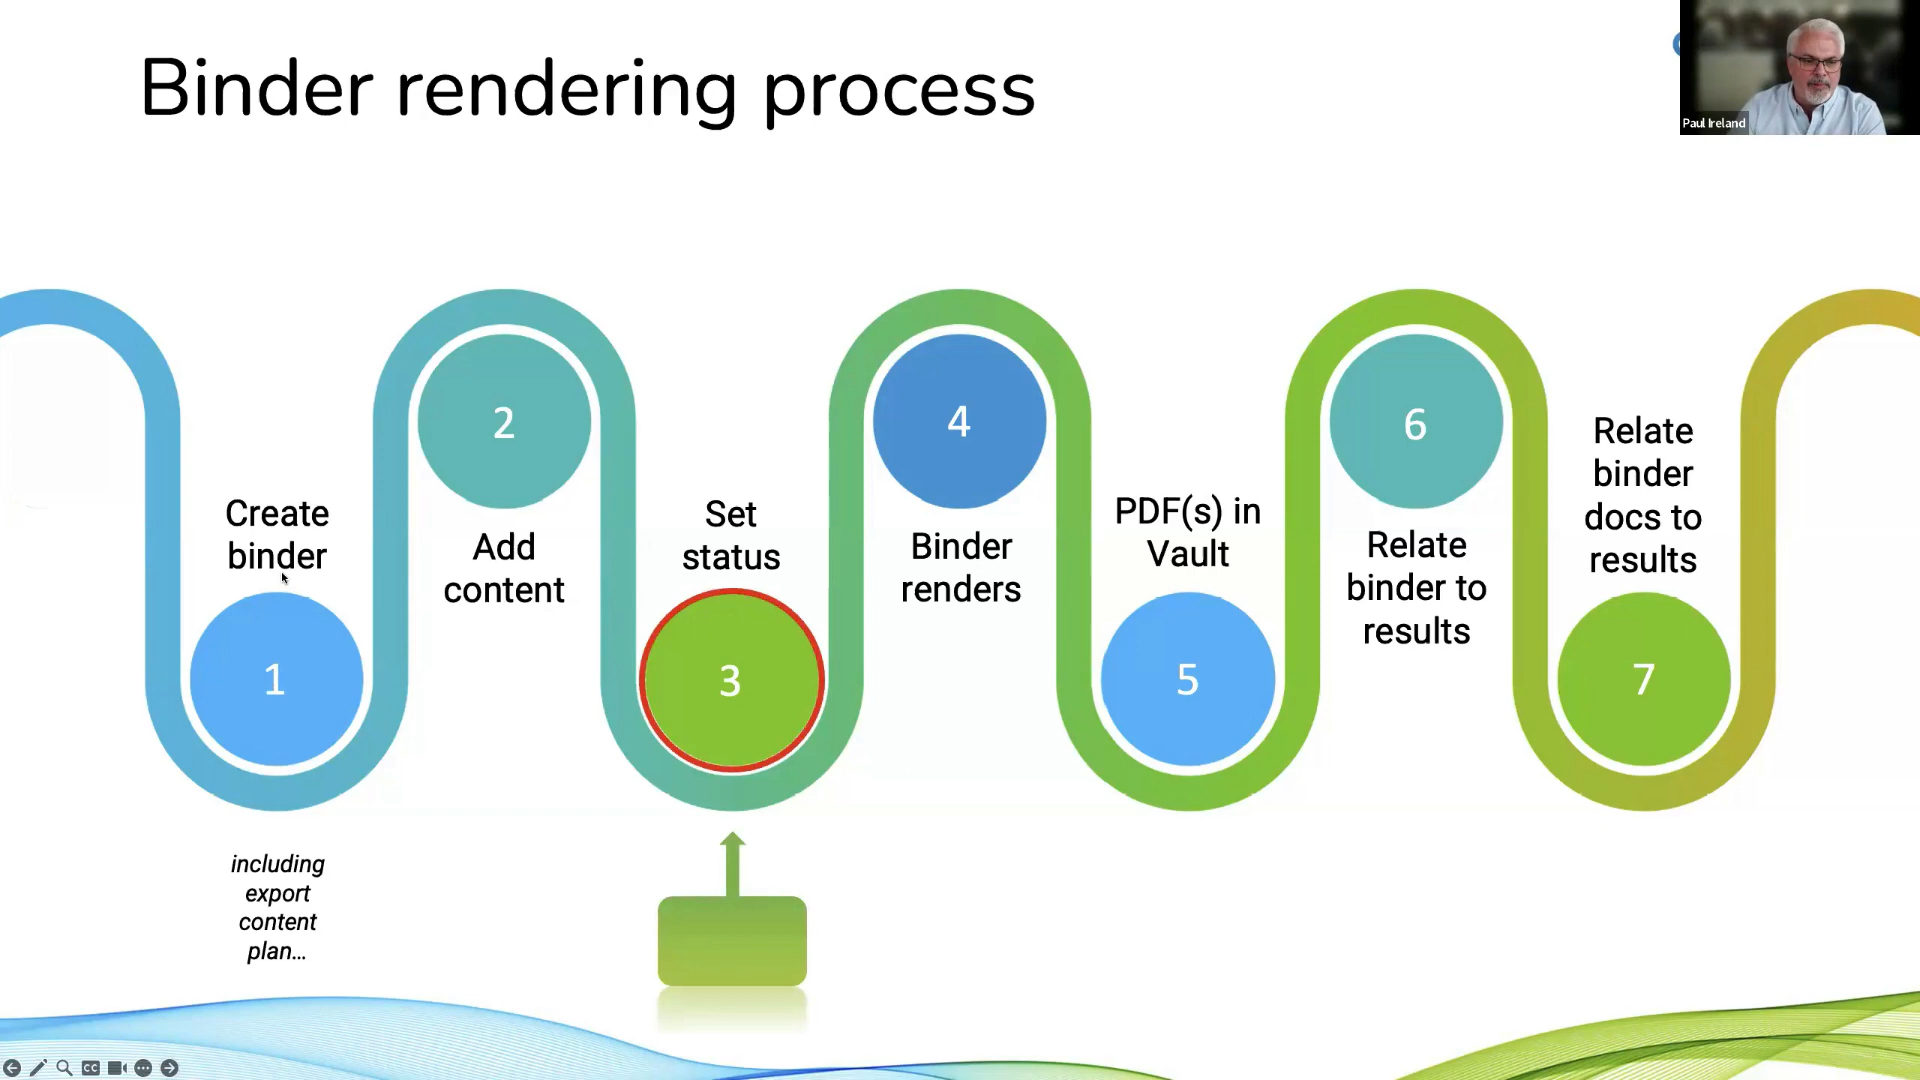 Binder rendering process
Paul Ireland
Create
binder
1
including
export
content
plan...
2
Add
content
Set
status
3
4
Binder
renders
PDF(s) in
Vault
5
6
Relate
binder to
results
Relate
binder
docs to
results
7
CC